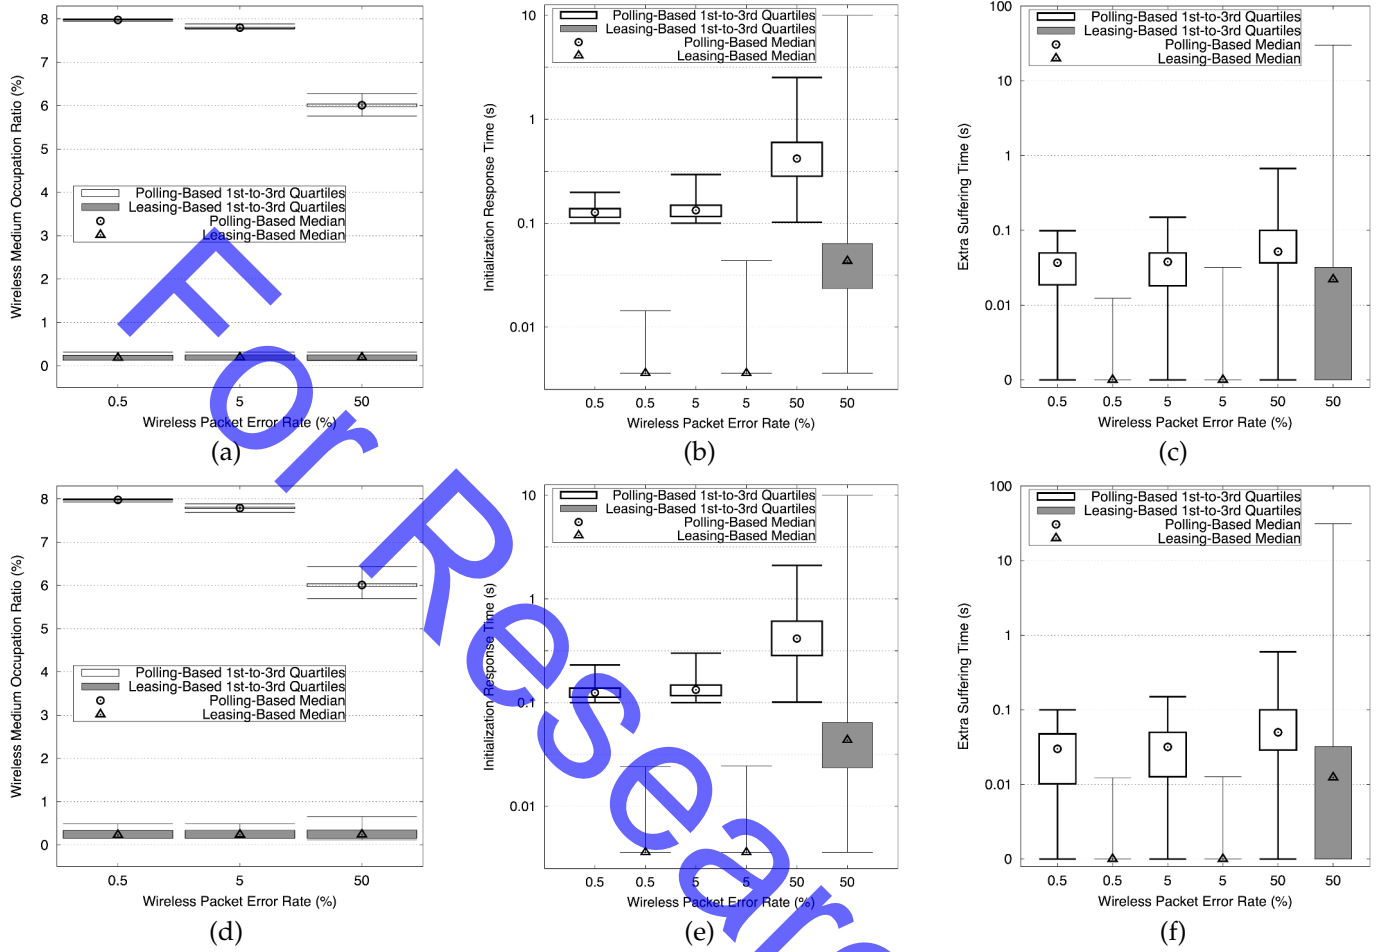 8
7
6
5
4
3
2
1
0
Wireless Medium Occupation Ratio (%)
Polling-Based 1st-to-3rd Quartiles
Leasing-Based 1st-to-3rd Quartiles
Polling-Based Median
Leasing-Based Median
0.5 5 50
Wireless Packet Error Rate (%)
(a)
10
1
0.1
0.01
Initialization Response Time (s)
Polling-Based 1st-to-3rd Quartiles
Leasing-Based 1st-to-3rd Quartiles
Polling-Based Median
Leasing-Based Median
0.5 0.5 5 5 50 50
Wireless Packet Error Rate (%)
(b)
100
10
1
0.1
0.01
0
Extra Suffering Time (s)
Polling-Based 1st-to-3rd Quartiles
Leasing-Based 1st-to-3rd Quartiles
Polling-Based Median
Leasing-Based Median
0.5 0.5 5 5 50 50
Wireless Packet Error Rate (%)
(c)
8
7
6
5
4
3
2
1
0
Wireless Medium Occupation Ratio (%)
Polling-Based 1st-to-3rd Quartiles
Leasing-Based 1st-to-3rd Quartiles
Polling-Based Median
Leasing-Based Median
0.5 5 50
Wireless Packet Error Rate (%)
(d)
10
1
0.1
0.01
Initialization Response Time (s)
Polling-Based 1st-to-3rd Quartiles
Leasing-Based 1st-to-3rd Quartiles
Polling-Based Median
Leasing-Based Median
0.5 0.5 5 5 50 50
Wireless Packet Error Rate (%)
(e)
100
10
1
0.1
0.01
0
Extra Suffering Time (s)
Polling-Based 1st-to-3rd Quartiles
Leasing-Based 1st-to-3rd Quartiles
Polling-Based Median
Leasing-Based Median
0.5 0.5 5 5 50 50
Wireless Packet Error Rate (%)
(f)
For Resear